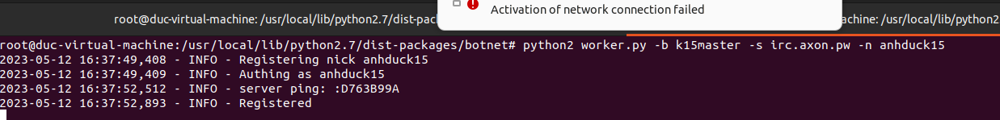 Activation of network connection failed
root@duc-virtual-machine: /usr/local/lib/python2.7/dist-pac
achine: /usr/local/lib/python2
root@duc-virtual-machine:/usr/local/lib/python2.7/dist-packages/botnet# python2 worker.py -b k15master -s irc.axon.pw -n anhduck15
2023-05-12 16:37:49,408 - INFO - Registering nick anhduck15
2023-05-12 16:37:49,409 - INFO - Authing as anhduck15
2023-05-12 16:37:52,512 - INFO - server ping: :D763B99A
2023-05-12 16:37:52,893 - INFO - Registered